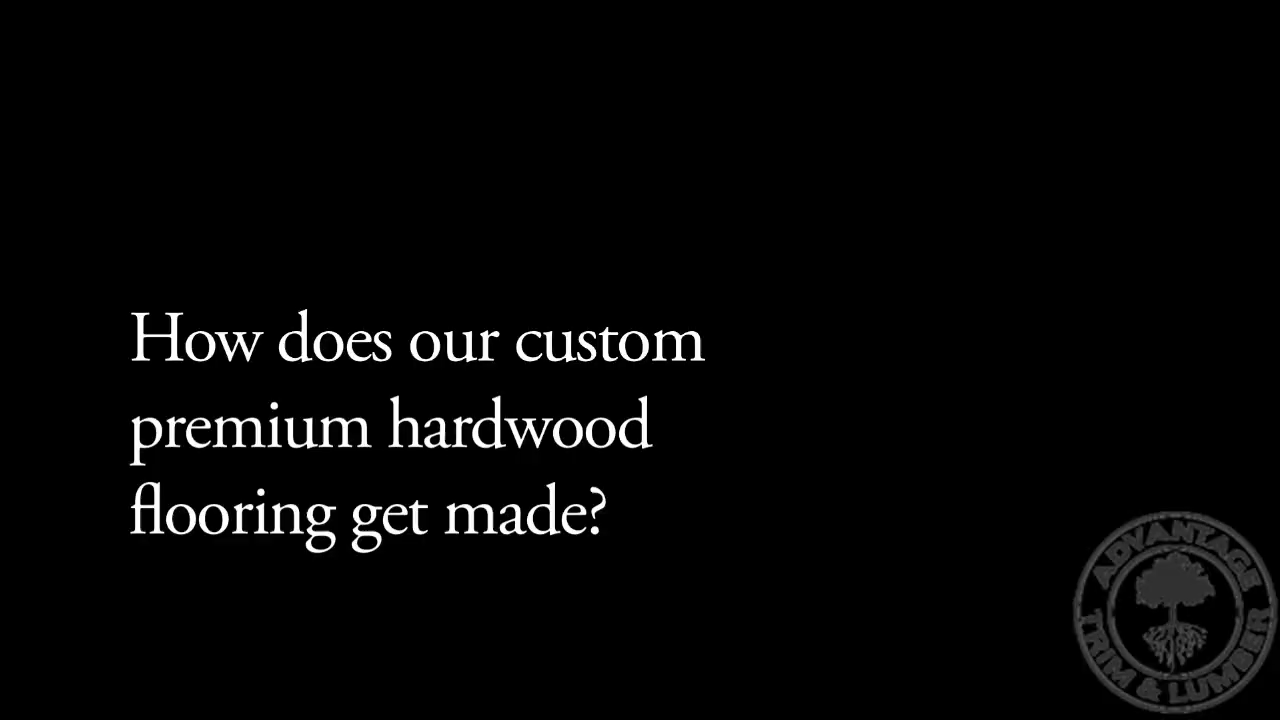 How does our custom
premium hardwood
flooring get made?
ADVANTAGE
TRIM & LUMBER